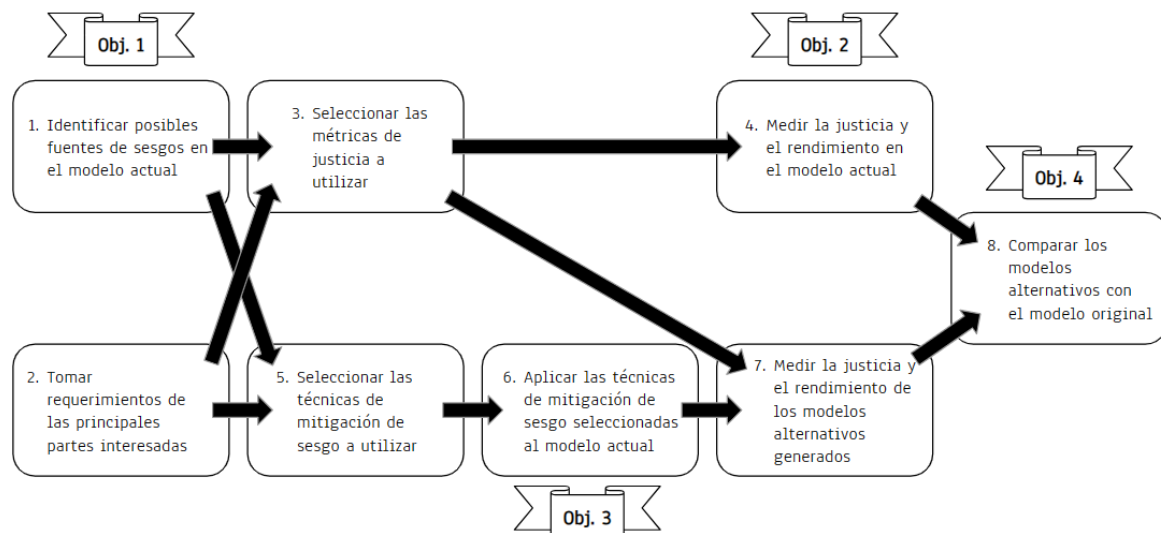 Obj. 1
Obj. 2
1. Identificar posibles
fuentes de sesgos en
el modelo actual
3. Seleccionar las
métricas de
justicia a
utilizar
4. Medir la justicia y
el rendimiento en
el modelo actual
Obj. 4
8. Comparar los
modelos
alternativos con
el modelo original
2. Tomar
requerimientos de
las principales
partes interesadas
5. Seleccionar las
técnicas de
mitigación de
sesgo a utilizar
6. Aplicar las técnicas
de mitigación de
sesgo seleccionadas
al modelo actual
7. Medir la justicia y
el rendimiento de
los modelos
alternativos
generados
Obj. 3